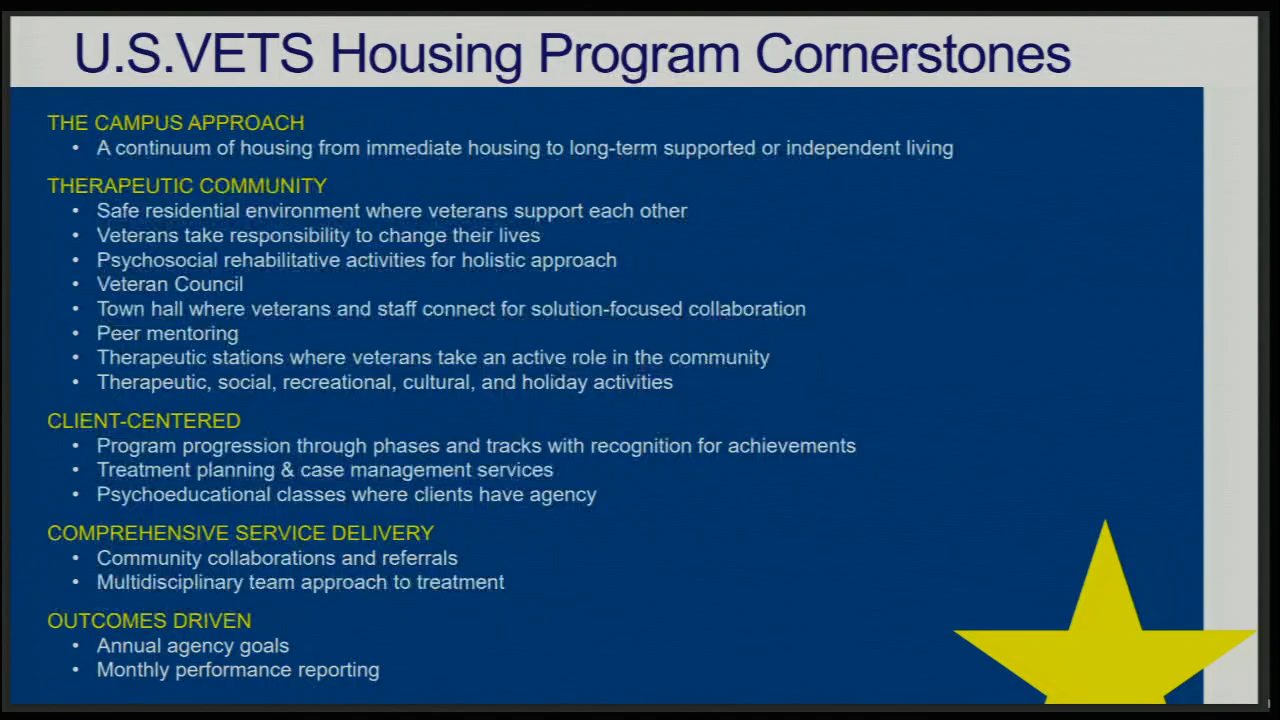 U.S.VETS Housing Program Cornerstones
THE CAMPUS APPROACH
• A continuum of housing from immediate housing to long-term supported or independent living
THERAPEUTIC COMMUNITY
• Safe residential environment where veterans support each other
• Veterans take responsibility to change their lives
• Psychosocial rehabilitative activities for holistic approach
• Veteran Council
• Town hall where veterans and staff connect for solution-focused collaboration
• Peer mentoring
• Therapeutic stations where veterans take an active role in the community
• Therapeutic, social, recreational, cultural, and holiday activities
CLIENT-CENTERED
• Program progression through phases and tracks with recognition for achievements
• Treatment planning & case management services
• Psychoeducational classes where clients have agency
COMPREHENSIVE SERVICE DELIVERY
• Community collaborations and referrals
• Multidisciplinary team approach to treatment
OUTCOMES DRIVEN
• Annual agency goals
• Monthly performance reporting